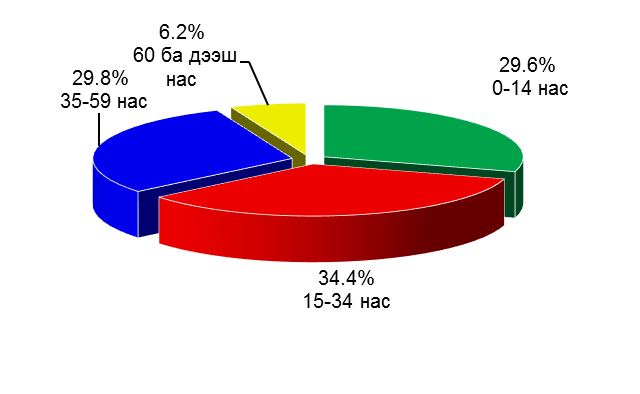 6.2%
60 ба дээш
нас
29.8%
35-59 нас
29.6%
0-14 нас
34.4%
15-34 нас